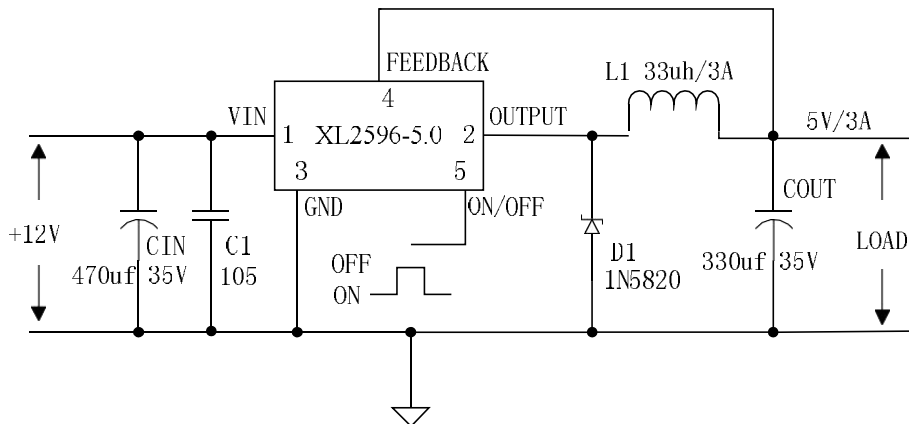 FEEDBACK
L1 33uh/3A
4
VIN
OUTPUT
5V/3A
1
XL2596-5.0
2
3
5
GND
ON/OFF
COUT
+12V
CIN
C1
OFF
D1
LOAD
470uf 35V
105
ON
1N5820
330uf 35V